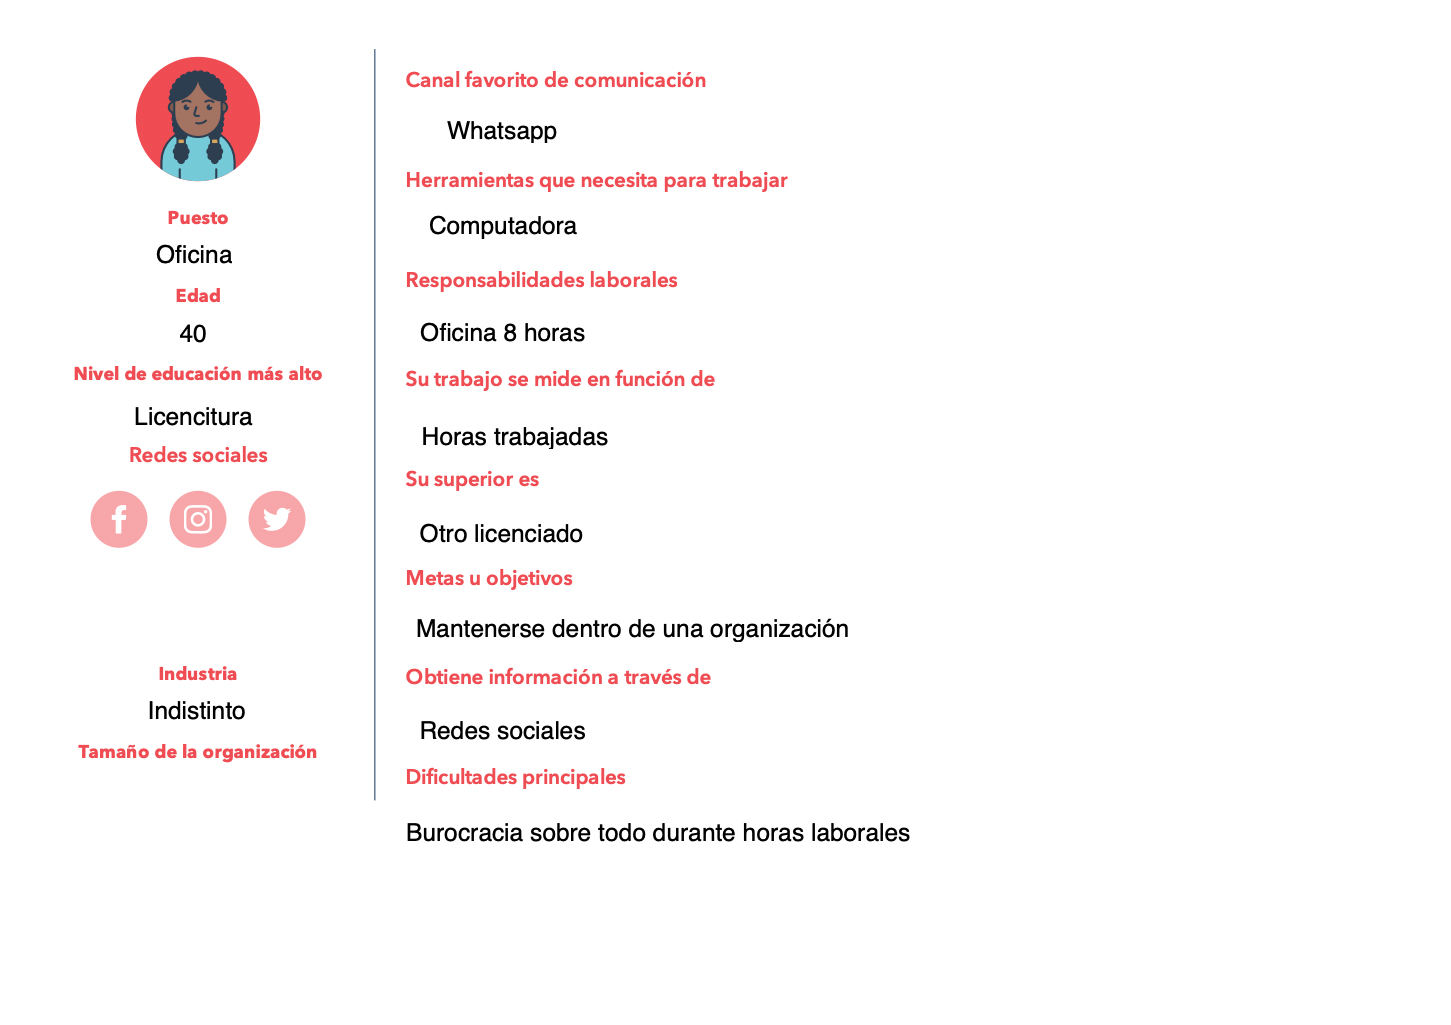 Puesto
Oficina
Edad
40
Nivel de educación más alto
Licencitura
Redes sociales
Industria
Indistinto
Tamaño de la organización
Canal favorito de comunicación
Whatsapp
Herramientas que necesita para trabajar
Computadora
Responsabilidades laborales
Oficina 8 horas
Su trabajo se mide en función de
Horas trabajadas
Su superior es
Otro licenciado
Metas u objetivos
Mantenerse dentro de una organización
Obtiene información a través de
Redes sociales
Dificultades principales
Burocracia sobre todo durante horas laborales